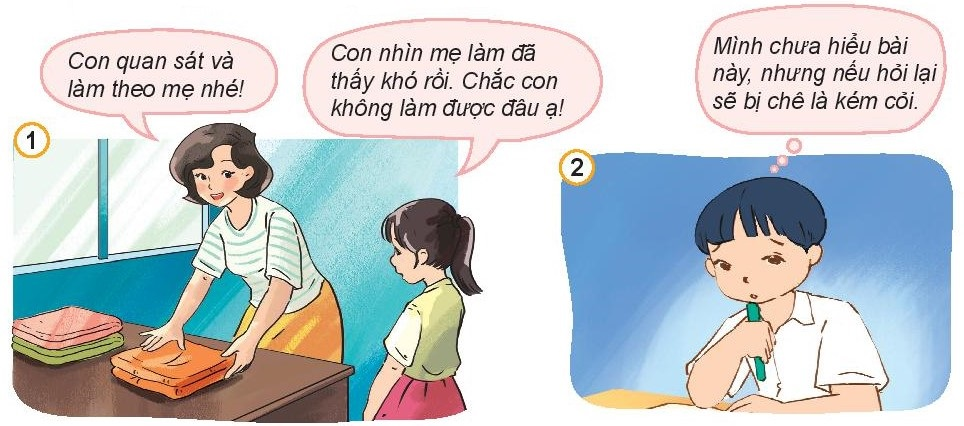 Con quan sát và
làm theo mẹ nhé!
Con nhìn mẹ làm đã
thấy khó rồi. Chắc con
không làm được đâu ạ!
1
Mình chưa hiểu bài
này, nhưng nếu hỏi lại
sẽ bị chê là kém cỏi.
2